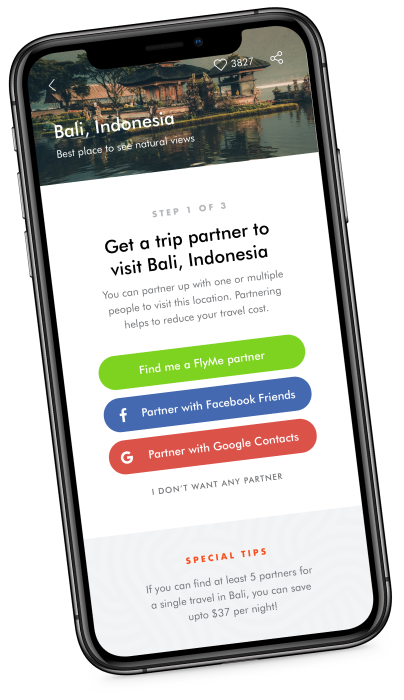 3827
Bali, Indonesia
Best place to see natural views
STEP 1 OF 3
Get a trip partner to
visit Bali, Indonesia
You can partner up with one or multiple
people to visit this location. Partnering
helps to reduce your travel cost.
Find me a FlyMe partner
f Partner with Facebook Friends
G Partner with Google Contacts
I DON'T WANT ANY PARTNER
SPECIAL TIPS
If you can find at least 5 partners for
a single travel in Bali, you can save
upto $37 per night!